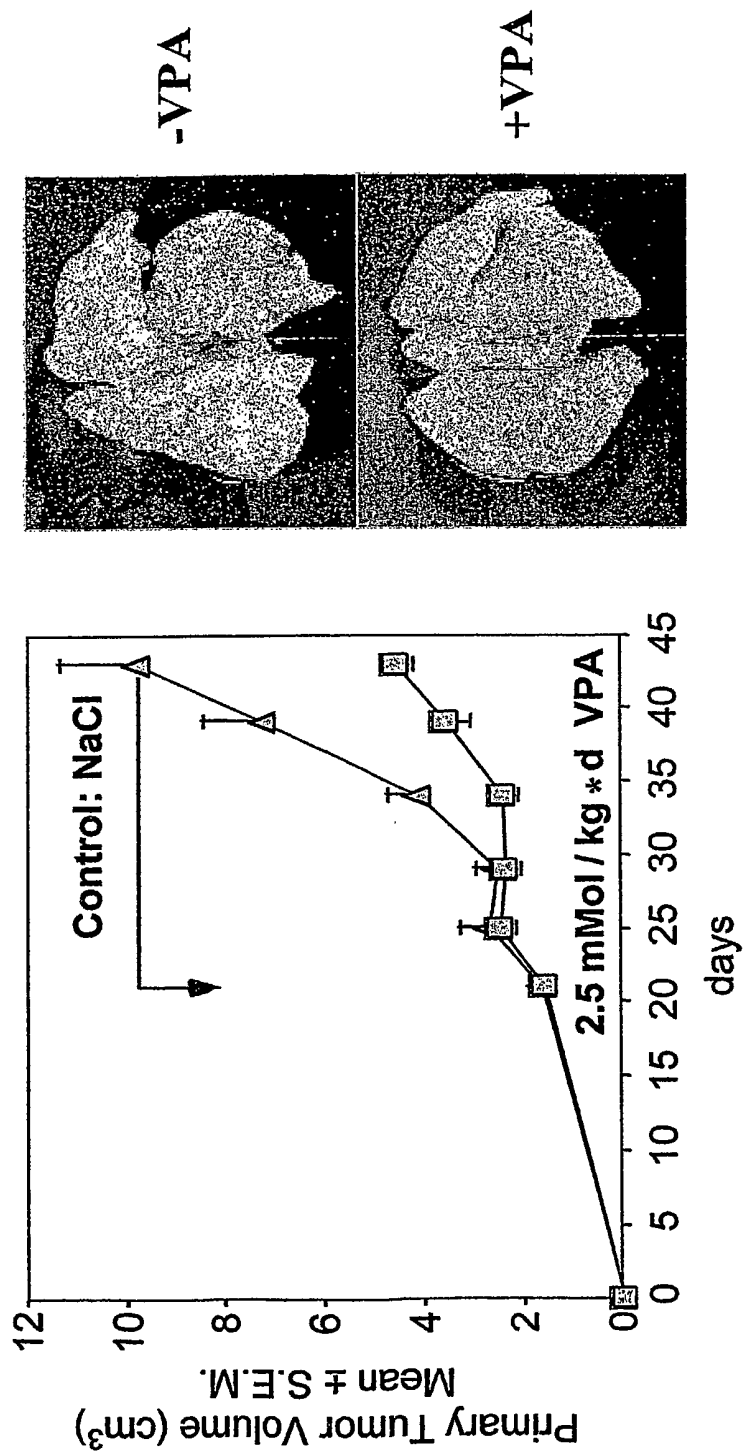 Primary Tumor Volume (cm³)
Mean ± S.E.M.
12
10
8
6
4
2
0
Control: NaCl
2.5 mMol / kg * d VPA
0 5 10 15 20 25 30 35 40 45
days
-VPA
+VPA